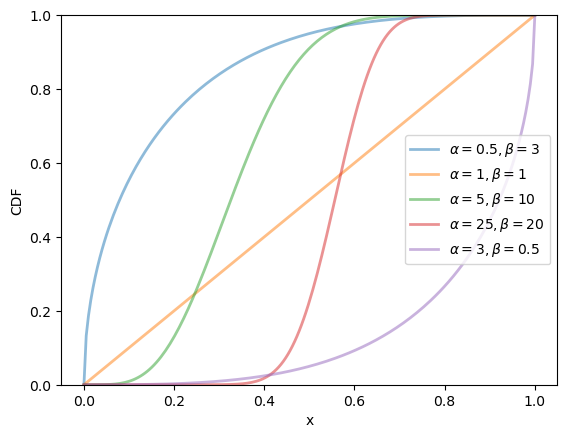 1.0
0.8
0.6
0.4
0.2
0.0
CDF
α = 0.5, β = 3
α = 1, β = 1
α = 5, β = 10
α = 25, β = 20
α = 3, β = 0.5
0.0 0.2 0.4 0.6 0.8 1.0
x